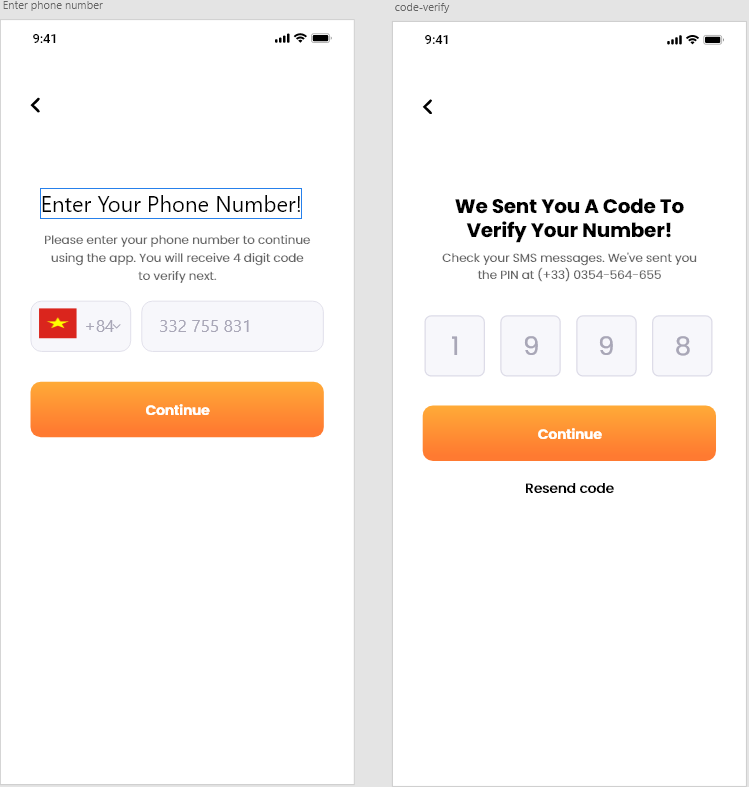 Enter phone number
9:41
Enter Your Phone Number!
Please enter your phone number to continue
using the app. You will receive 4 digit code
to verify next.
+84
332 755 831
Continue
code-verify
9:41
We Sent You A Code To
Verify Your Number!
Check your SMS messages. We've sent you
the PIN at (+33) 0354-564-655
1 9 9 8
Continue
Resend code